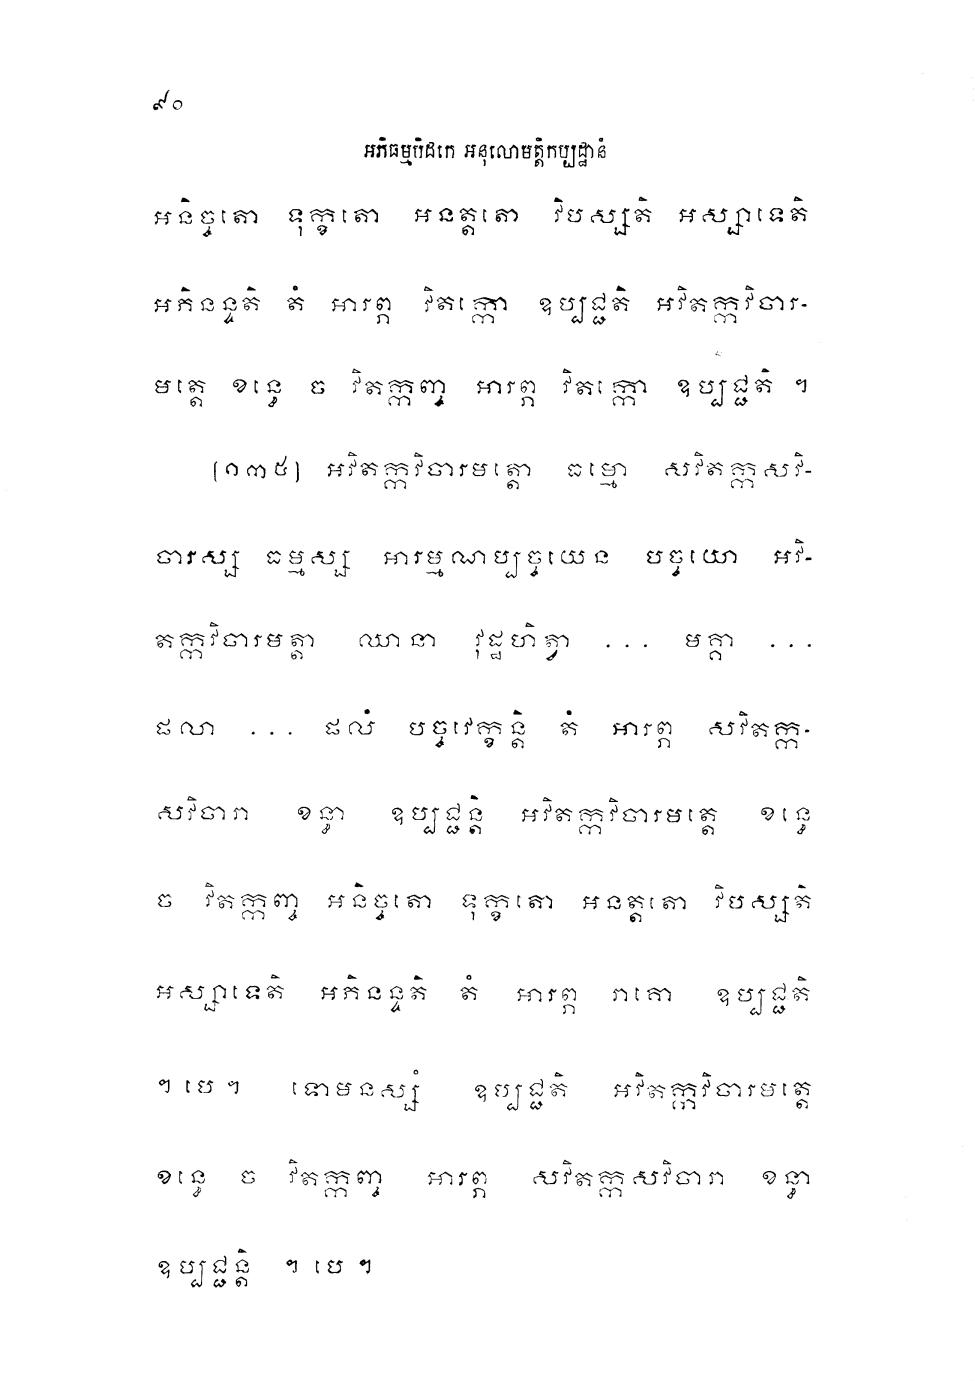 ៩០
អភិធម្មបិដកេ អនុលោមតិ្តកប្បដ្ឋានំ
អនិច្ចតោ ទុក្ខតោ អនត្តតោ វិបស្សតិ អស្សាទេតិ
អភិនន្ទតិ តំ អារព្ភ វិតក្កោ ឧប្បជ្ជតិ អវិតក្កវិចារ-
មត្តេ ខន្ធេ ច វិតក្កញ្ច អារព្ភ វិតក្កោ ឧប្បជ្ជតិ ។
[១៣៥] អវិតក្កវិចារមត្តោ ធម្មោ សវិតក្កសវិ-
ចារស្ស ធម្មស្ស អារម្មណប្បច្ចយេន បច្ចយោ អវិ-
តក្កវិចារមត្តា ឈានា វុដ្ឋហិត្វា ... មគ្គា ...
ផលា ... ផលំ បច្ចវេក្ខន្តិ តំ អារព្ភ សវិតក្ក-
សវិចារា ខន្ធា ឧប្បជ្ជន្តិ អវិតក្កវិចារមត្តេ ខន្ធេ
ច វិតក្កញ្ច អនិច្ចតោ ទុក្ខតោ អនត្តតោ វិបស្សតិ
អស្សាទេតិ អភិនន្ទតិ តំ អារព្ភ រាគោ ឧប្បជ្ជតិ
។ បេ ។ ទោមនស្សំ ឧប្បជ្ជតិ អវិតក្កវិចារមត្តេ
ខន្ធេ ច វិតក្កញ្ច អារព្ភ សវិតក្កសវិចារា ខន្ធា
ឧប្បជ្ជន្តិ ។ បេ ។